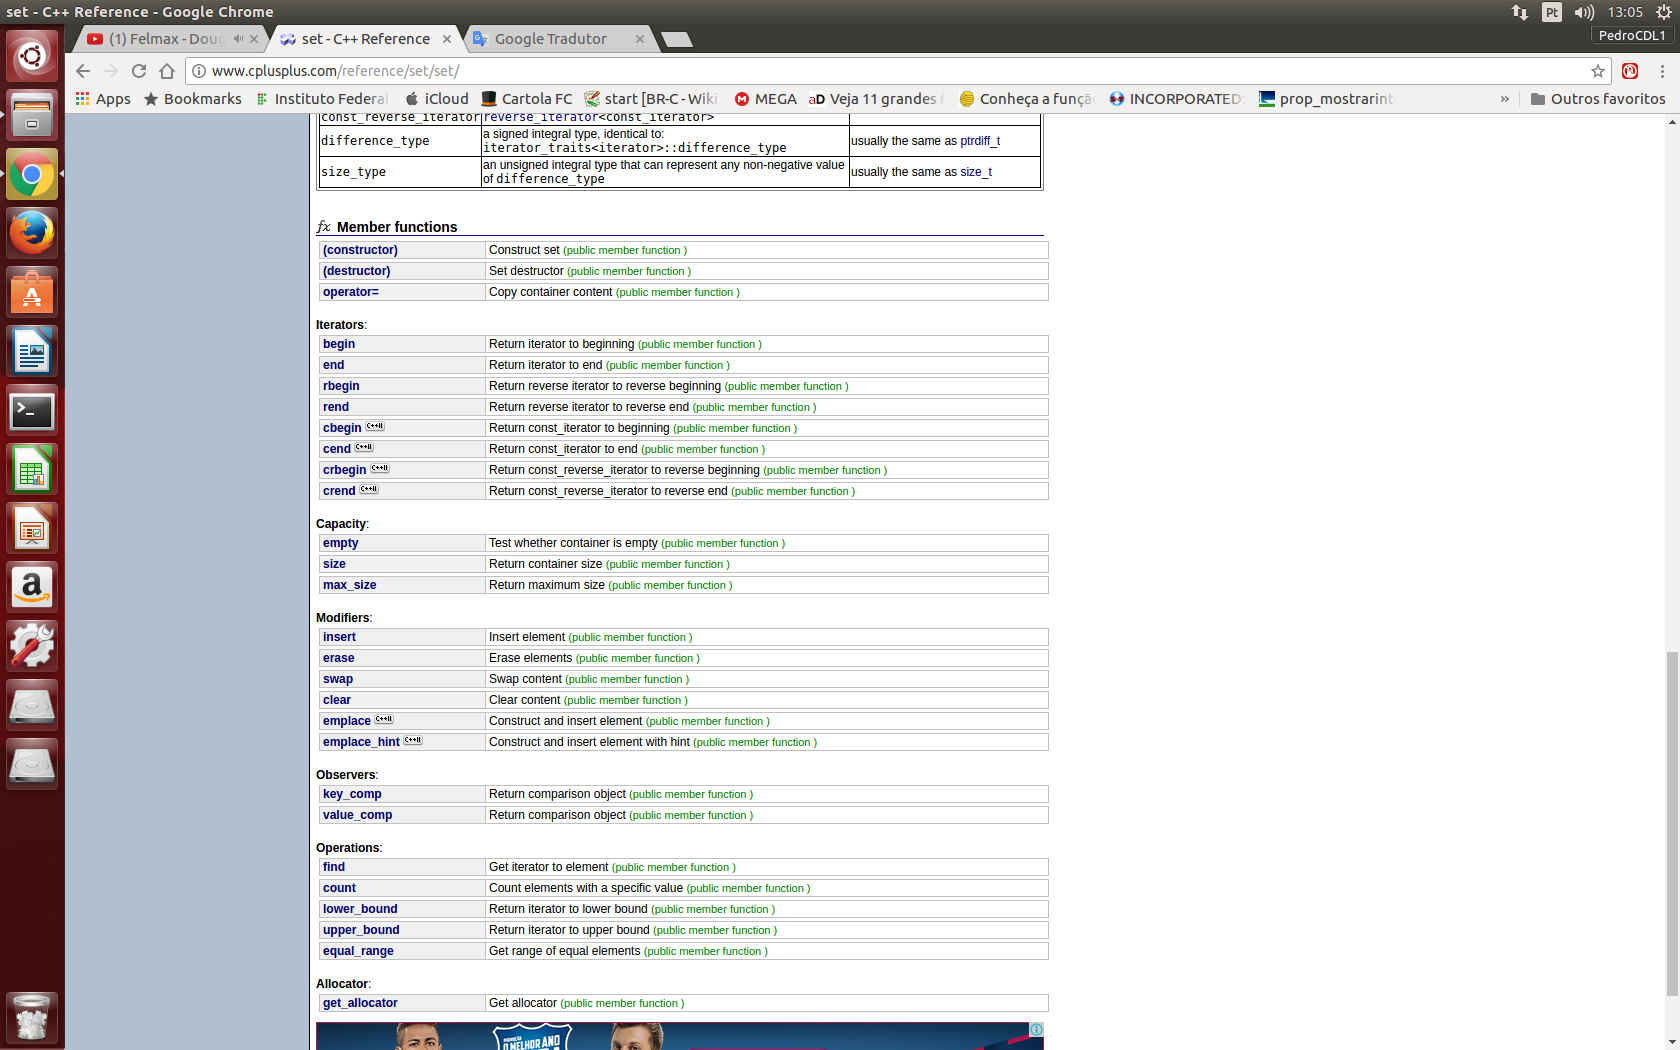 set - C++ Reference - Google Chrome
Pt
13:05
PedroCDL1
(1) Felmax - Doug
set - C++ Reference
Google Tradutor
www.cplusplus.com/reference/set/set/
Apps
Bookmarks
Instituto Federal
iCloud
Cartola FC
start [BR-C - Wiki
MEGA
aD Veja 11 grandes f
Conheça a função
INCORPORATED:
prop_mostrarint
»
Outros favoritos
const_reverse_iterator reverse_iterator<const_iterator>
difference_type
a signed integral type, identical to:
iterator_traits<iterator>::difference_type
usually the same as ptrdiff_t
size_type
an unsigned integral type that can represent any non-negative value
of difference_type
usually the same as size_t
fx Member functions
(constructor) Construct set (public member function )
(destructor) Set destructor (public member function )
operator= Copy container content (public member function )
Iterators:
begin Return iterator to beginning (public member function )
end Return iterator to end (public member function )
rbegin Return reverse iterator to reverse beginning (public member function )
rend Return reverse iterator to reverse end (public member function )
cbegin C++11 Return const_iterator to beginning (public member function )
cend C++11 Return const_iterator to end (public member function )
crbegin C++11 Return const_reverse_iterator to reverse beginning (public member function )
crend C++11 Return const_reverse_iterator to reverse end (public member function )
Capacity:
empty Test whether container is empty (public member function )
size Return container size (public member function )
max_size Return maximum size (public member function )
Modifiers:
insert Insert element (public member function )
erase Erase elements (public member function )
swap Swap content (public member function )
clear Clear content (public member function )
emplace C++11 Construct and insert element (public member function )
emplace_hint C++11 Construct and insert element with hint (public member function )
Observers:
key_comp Return comparison object (public member function )
value_comp Return comparison object (public member function )
Operations:
find Get iterator to element (public member function )
count Count elements with a specific value (public member function )
lower_bound Return iterator to lower bound (public member function )
upper_bound Return iterator to upper bound (public member function )
equal_range Get range of equal elements (public member function )
Allocator:
get_allocator Get allocator (public member function )
PROMOÇÃO
O MELHOR ANO